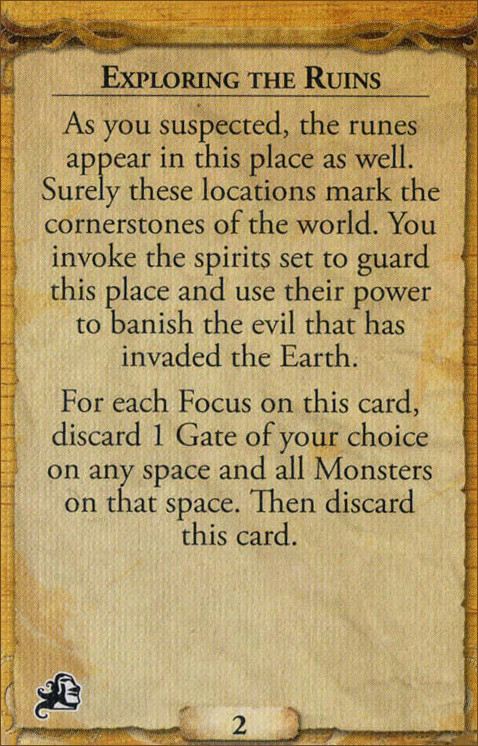 Exploring the Ruins
As you suspected, the runes
appear in this place as well.
Surely these locations mark the
cornerstones of the world. You
invoke the spirits set to guard
this place and use their power
to banish the evil that has
invaded the Earth.
For each Focus on this card,
discard 1 Gate of your choice
on any space and all Monsters
on that space. Then discard
this card.
2